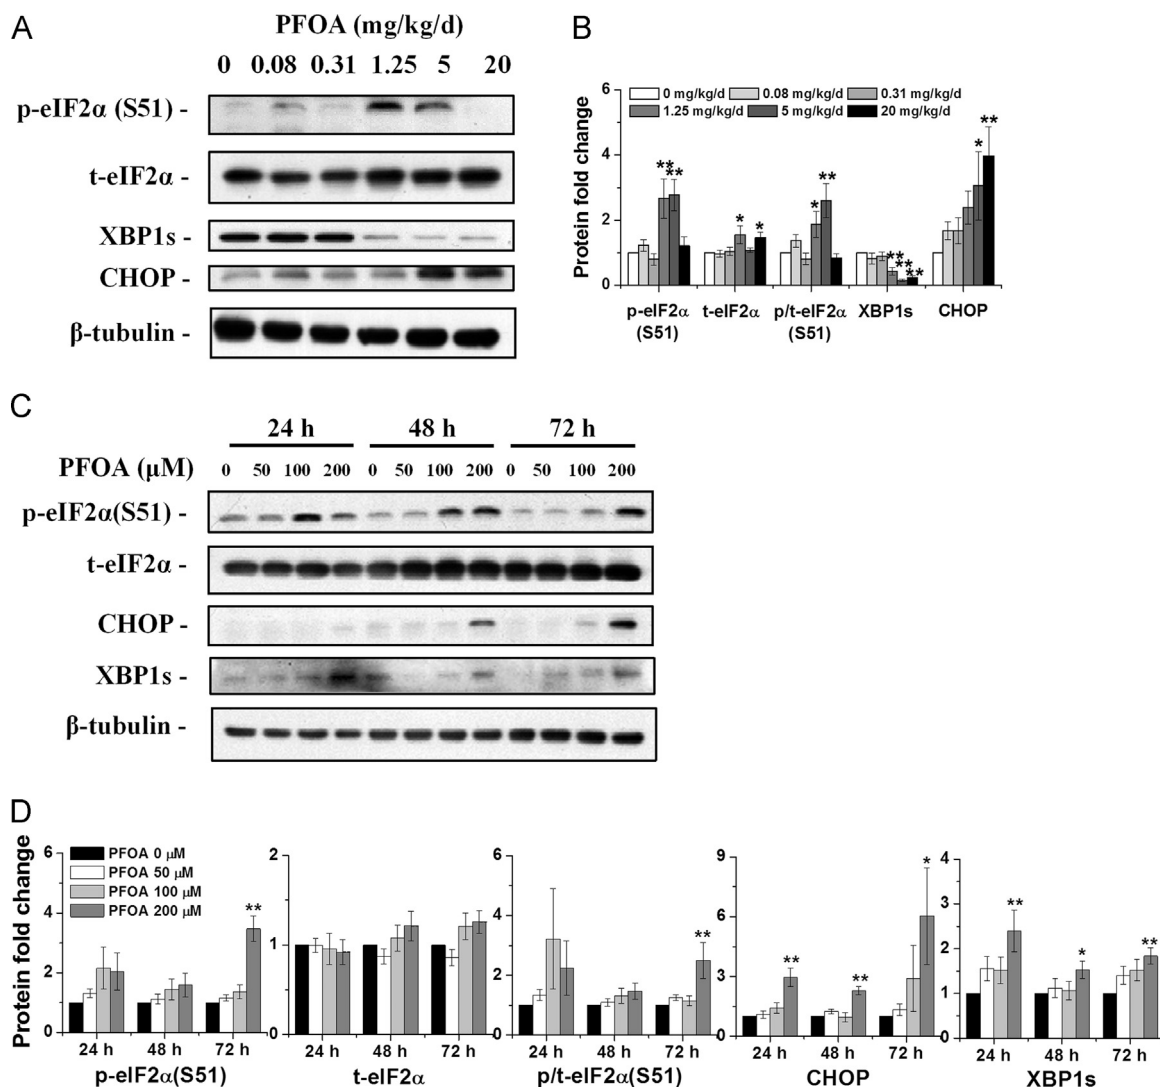 A
PFOA (mg/kg/d)
0 0.08 0.31 1.25 5 20
p-eIF2α (S51) -
t-eIF2α -
XBP1s -
CHOP -
β-tubulin -
B
Protein fold change
6
4
2
0
0 mg/kg/d 0.08 mg/kg/d 0.31 mg/kg/d
1.25 mg/kg/d 5 mg/kg/d 20 mg/kg/d
** ** * * * ** ** ** ** * **
p-eIF2α t-eIF2α p/t-eIF2α XBP1s CHOP
(S51) (S51)
C
24 h 48 h 72 h
PFOA (μM) 0 50 100 200 0 50 100 200 0 50 100 200
p-eIF2α(S51) -
t-eIF2α -
CHOP -
XBP1s -
β-tubulin -
D
Protein fold change
6
4
2
0
PFOA 0 μM
PFOA 50 μM
PFOA 100 μM
PFOA 200 μM
**
24 h 48 h 72 h
p-eIF2α(S51)
2
1
0
24 h 48 h 72 h
t-eIF2α
6
4
2
0
**
24 h 48 h 72 h
p/t-eIF2α(S51)
9
6
3
0
** ** *
24 h 48 h 72 h
CHOP
4
3
2
1
0
** * **
24 h 48 h 72 h
XBP1s